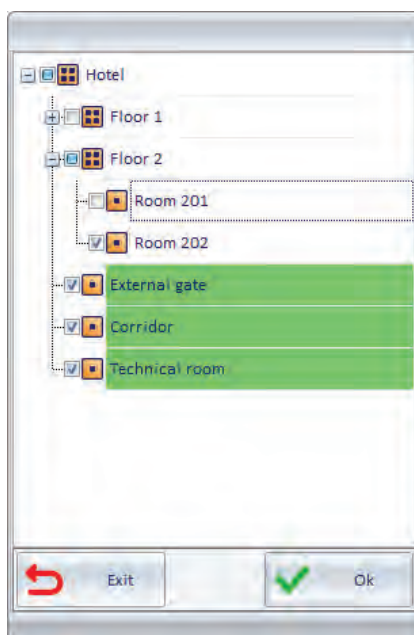 Hotel
Floor 1
Floor 2
Room 201
Room 202
External gate
Corridor
Technical room
Exit
Ok